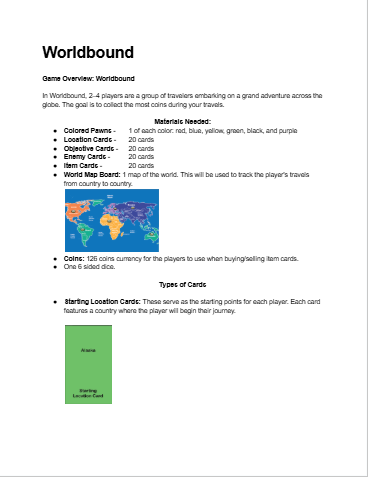 Worldbound
Game Overview: Worldbound
In Worldbound, 2-4 players are a group of travelers embarking on a grand adventure across the
globe. The goal is to collect the most coins during your travels.
Materials Needed:
● Colored Pawns - 1 of each color: red, blue, yellow, green, black, and purple
● Location Cards - 20 cards
● Objective Cards - 20 cards
● Enemy Cards - 20 cards
● Item Cards - 20 cards
● World Map Board: 1 map of the world. This will be used to track the player's travels
from country to country.
● Coins: 126 coins currency for the players to use when buying/selling item cards.
● One 6 sided dice.
Types of Cards
● Starting Location Cards: These serve as the starting points for each player. Each card
features a country where the player will begin their journey.
Starting
Location Card